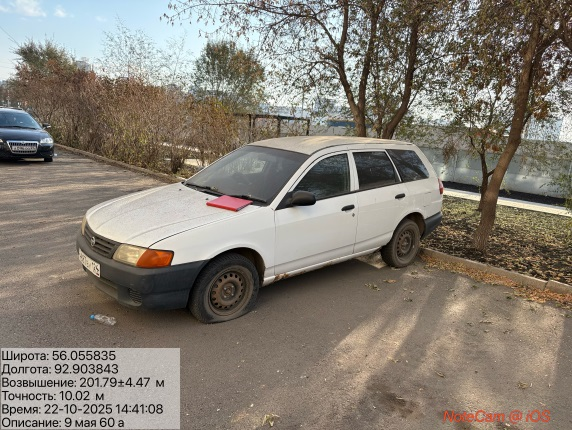 Широта: 56.055835
Долгота: 92.903843
Возвышение: 201.79±4.47 м
Точность: 10.02 м
Время: 22-10-2025 14:41:08
Описание: 9 мая 60 а
NoteCam @ iOS